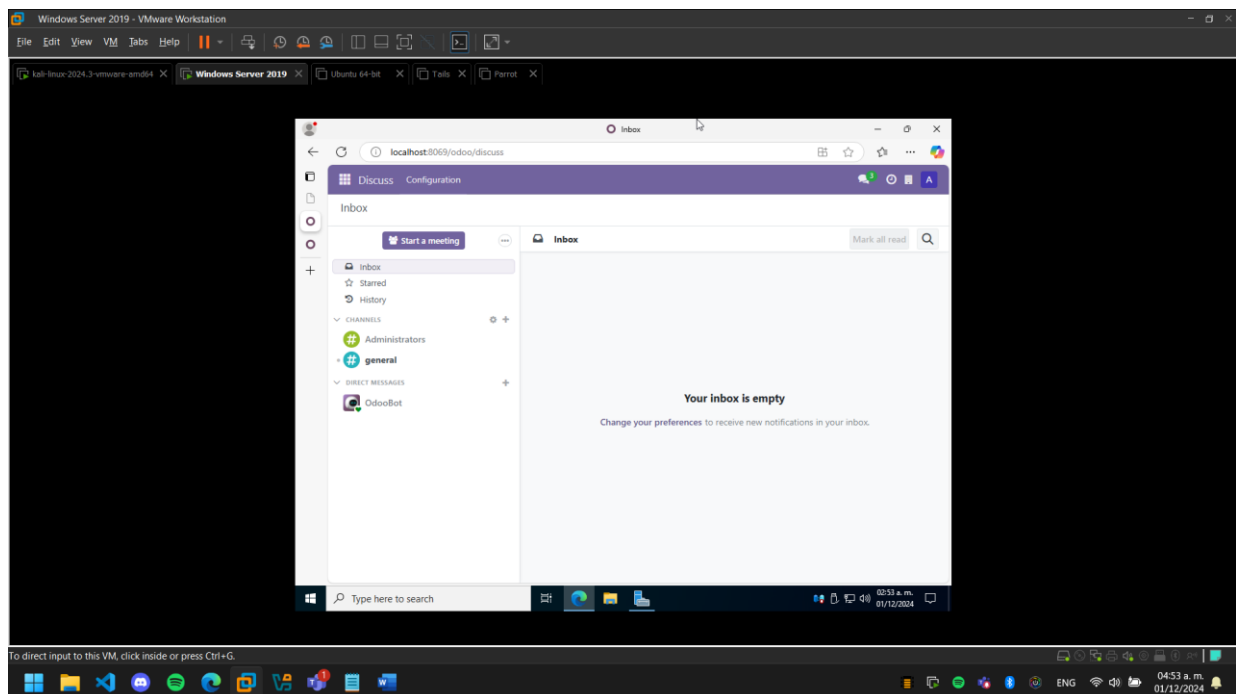 Windows Server 2019 - VMware Workstation
File Edit View VM Tabs Help
kali-linux-2024.3-vmware-amd64 Windows Server 2019 Ubuntu 64-bit Tails Parrot
Inbox
localhost:8069/odoo/discuss
Discuss Configuration 3 A
Inbox
Start a meeting Inbox Mark all read
Inbox
Starred
History
CHANNELS
Administrators
general
DIRECT MESSAGES
OdooBot
Your inbox is empty
Change your preferences to receive new notifications in your inbox.
Type here to search 02:53 a. m.
01/12/2024
To direct input to this VM, click inside or press Ctrl+G.
ENG 04:53 a. m.
01/12/2024